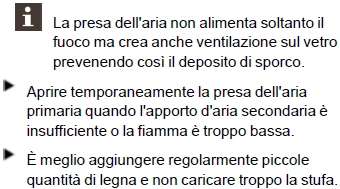 La presa dell'aria non alimenta soltanto il
fuoco ma crea anche ventilazione sul vetro
prevenendo così il deposito di sporco.
Aprire temporaneamente la presa dell'aria
primaria quando l'apporto d'aria secondaria è
insufficiente o la fiamma è troppo bassa.
È meglio aggiungere regolarmente piccole
quantità di legna e non caricare troppo la stufa.